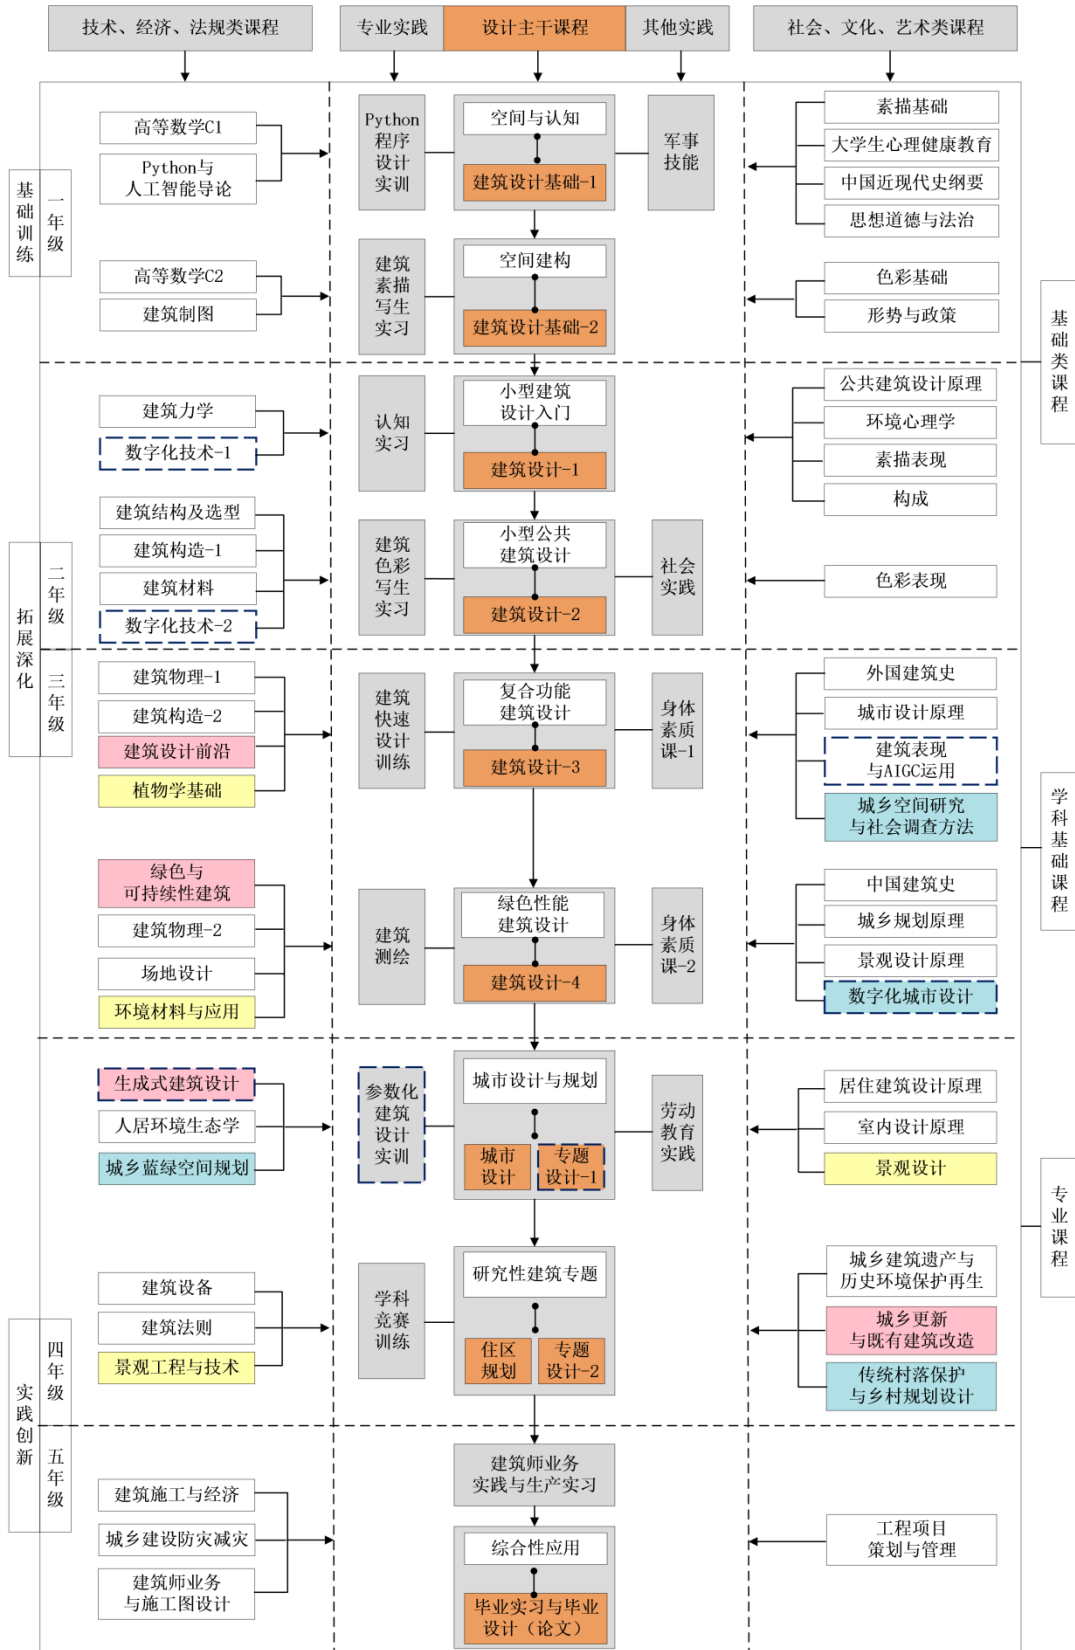 技术、经济、法规类课程
专业实践
设计主干课程
其他实践
社会、文化、艺术类课程
基础训练
一年级
高等数学C1
Python与
人工智能导论
Python
程序
设计
实训
空间与认知
建筑设计基础-1
军事
技能
素描基础
大学生心理健康教育
中国近现代史纲要
思想道德与法治
高等数学C2
建筑制图
建筑
素描
写生
实习
空间建构
建筑设计基础-2
色彩基础
形势与政策
基础类课程
拓展深化
二年级
建筑力学
数字化技术-1
认知
实习
小型建筑
设计入门
建筑设计-1
公共建筑设计原理
环境心理学
素描表现
构成
建筑结构及选型
建筑构造-1
建筑材料
数字化技术-2
建筑
色彩
写生
实习
小型公共
建筑设计
建筑设计-2
社会
实践
色彩表现
三年级
建筑物理-1
建筑构造-2
建筑设计前沿
植物学基础
建筑
快速
设计
训练
复合功能
建筑设计
建筑设计-3
身体
素质
课-1
外国建筑史
城市设计原理
建筑表现
与AIGC运用
城乡空间研究
与社会调查方法
学科基础课程
绿色与
可持续性建筑
建筑物理-2
场地设计
环境材料与应用
建筑
测绘
绿色性能
建筑设计
建筑设计-4
身体
素质
课-2
中国建筑史
城乡规划原理
景观设计原理
数字化城市设计
实践创新
四年级
生成式建筑设计
人居环境生态学
城乡蓝绿空间规划
参数化
建筑
设计
实训
城市设计与规划
城市
设计
专题
设计-1
劳动
教育
实践
居住建筑设计原理
室内设计原理
景观设计
专业课程
建筑设备
建筑法则
景观工程与技术
学科
竞赛
训练
研究性建筑专题
住区
规划
专题
设计-2
城乡建筑遗产与
历史环境保护再生
城乡更新
与既有建筑改造
传统村落保护
与乡村规划设计
五年级
建筑施工与经济
城乡建设防灾减灾
建筑师业务
与施工图设计
建筑师业务
实践与生产实习
综合性应用
毕业实习与毕业
设计（论文）
工程项目
策划与管理